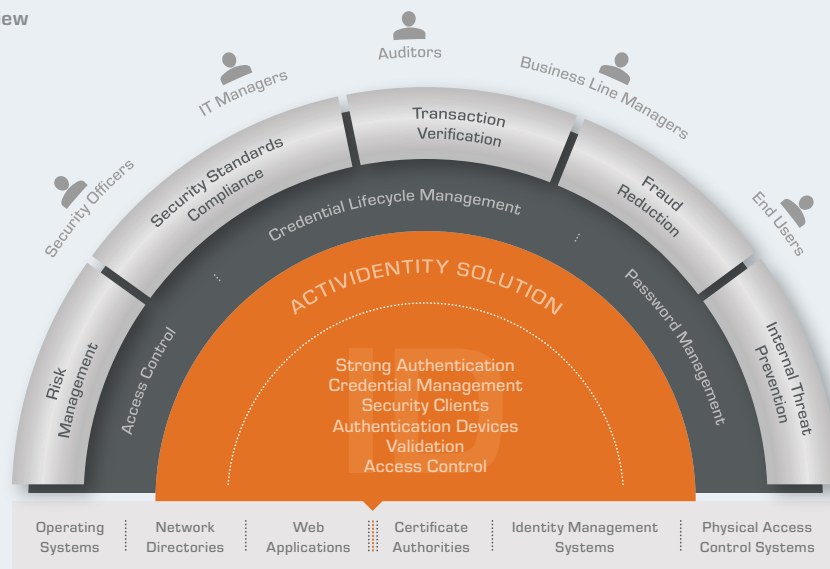 Security Officers
IT Managers
Auditors
Business Line Managers
End Users
Risk
Management
Security Standards
Compliance
Transaction
Verification
Fraud
Reduction
Internal Threat
Prevention
Access Control
Credential Lifecycle Management
Password Management
ACTIVIDENTITY SOLUTION
ID
Strong Authentication
Credential Management
Security Clients
Authentication Devices
Validation
Access Control
Operating
Systems
Network
Directories
Web
Applications
Certificate
Authorities
Identity Management
Systems
Physical Access
Control Systems